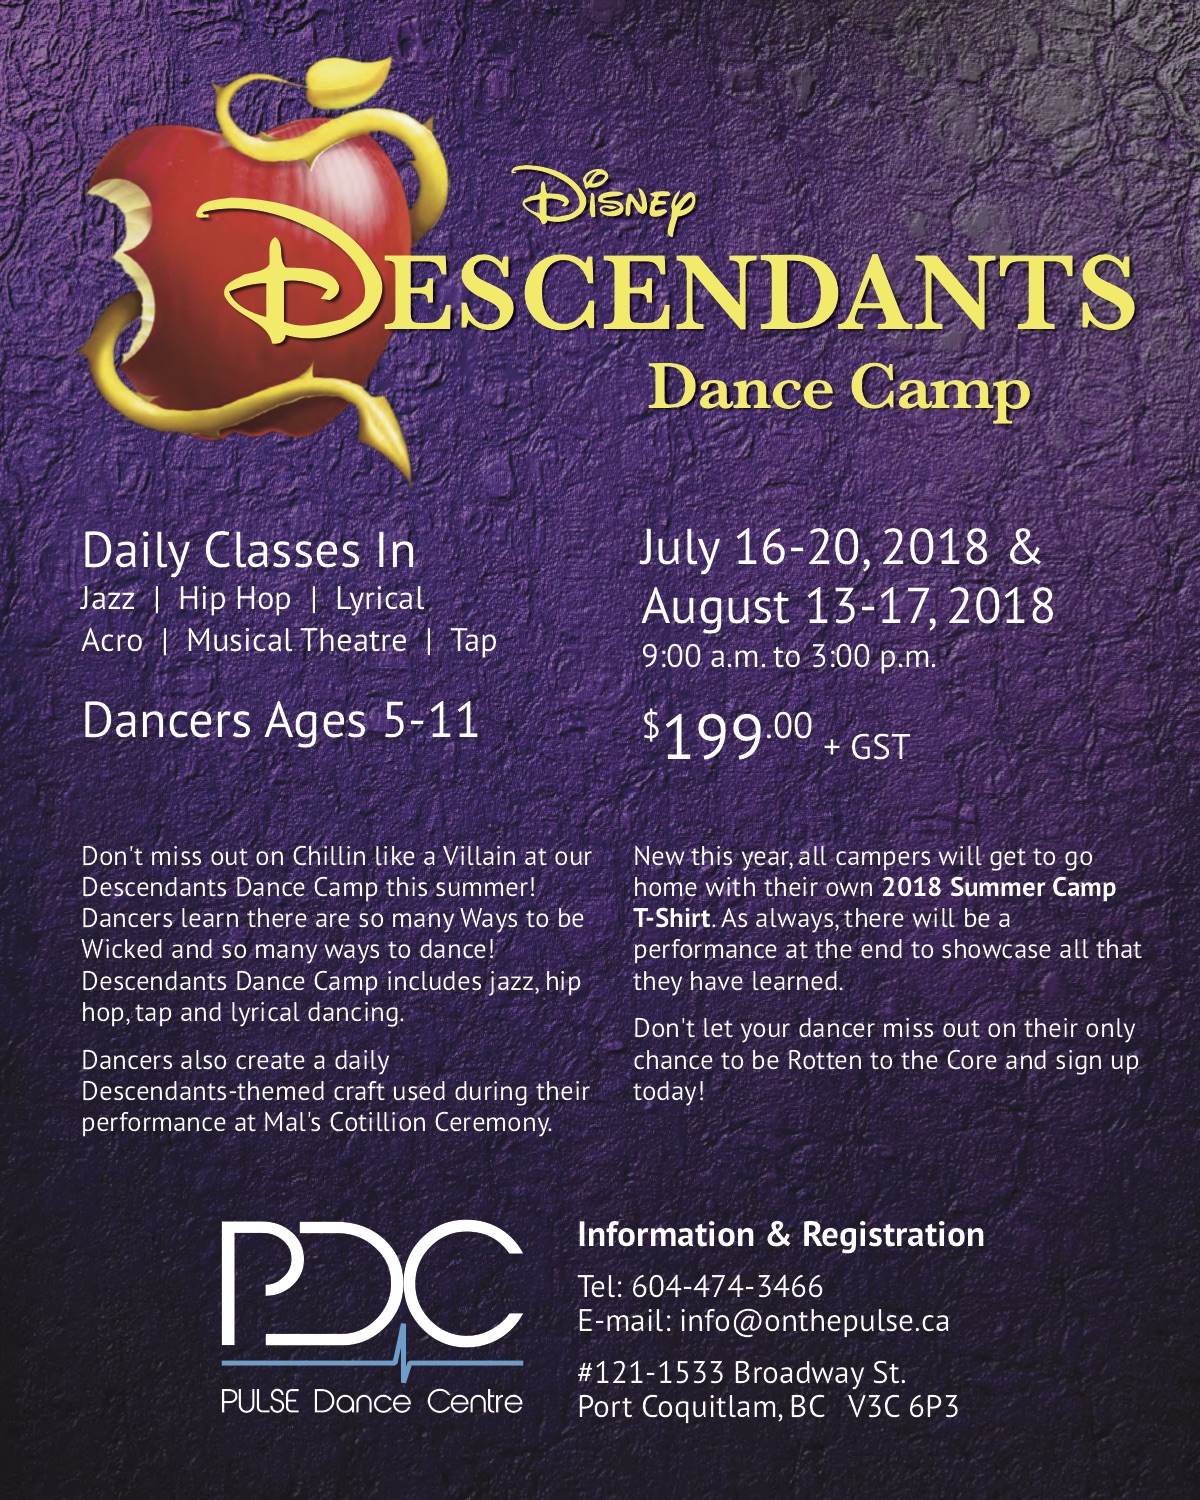 Disney
DESCENDANTS
Dance Camp
Daily Classes In
Jazz | Hip Hop | Lyrical
Acro | Musical Theatre | Tap
Dancers Ages 5-11
July 16-20, 2018 &
August 13-17, 2018
9:00 a.m. to 3:00 p.m.
$199.00 + GST
Don't miss out on Chillin like a Villain at our
Descendants Dance Camp this summer!
Dancers learn there are so many Ways to be
Wicked and so many ways to dance!
Descendants Dance Camp includes jazz, hip
hop, tap and lyrical dancing.
Dancers also create a daily
Descendants-themed craft used during their
performance at Mal's Cotillion Ceremony.
New this year, all campers will get to go
home with their own 2018 Summer Camp
T-Shirt. As always, there will be a
performance at the end to showcase all that
they have learned.
Don't let your dancer miss out on their only
chance to be Rotten to the Core and sign up
today!
PDC
PULSE Dance Centre
Information & Registration
Tel: 604-474-3466
E-mail: info@onthepulse.ca
#121-1533 Broadway St.
Port Coquitlam, BC V3C 6P3